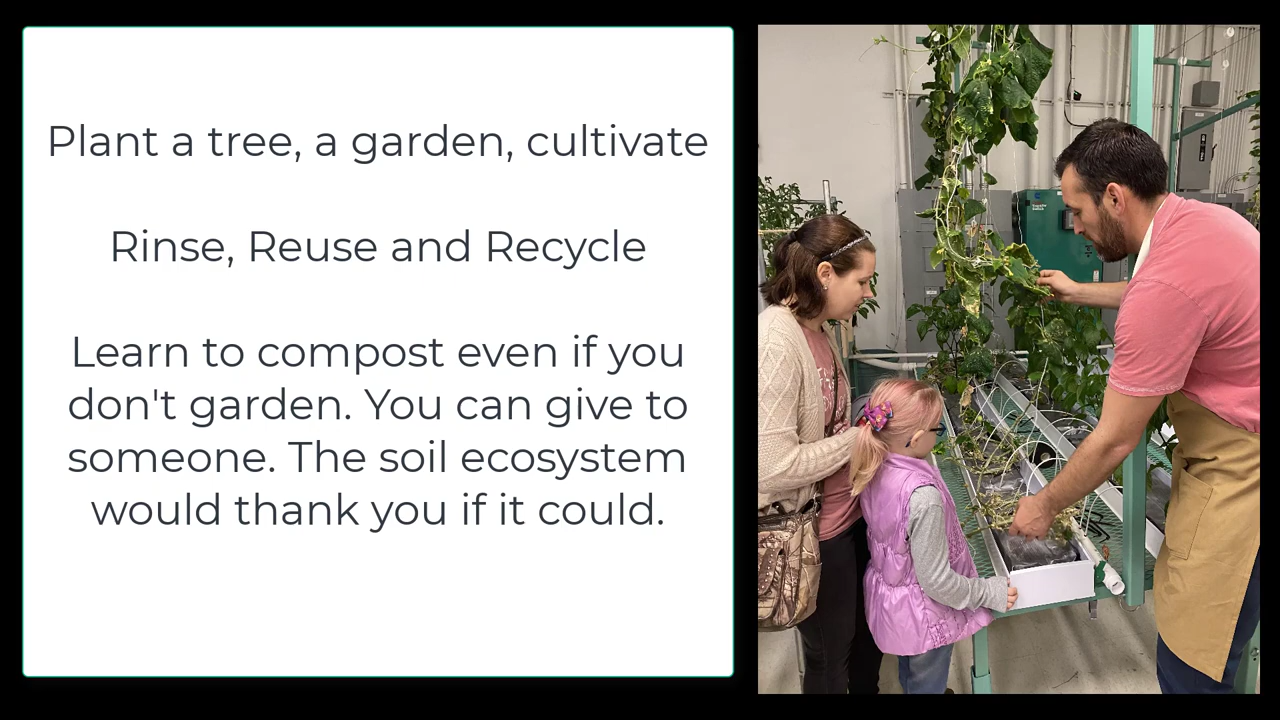 Plant a tree, a garden, cultivate
Rinse, Reuse and Recycle
Learn to compost even if you
don't garden. You can give to
someone. The soil ecosystem
would thank you if it could.